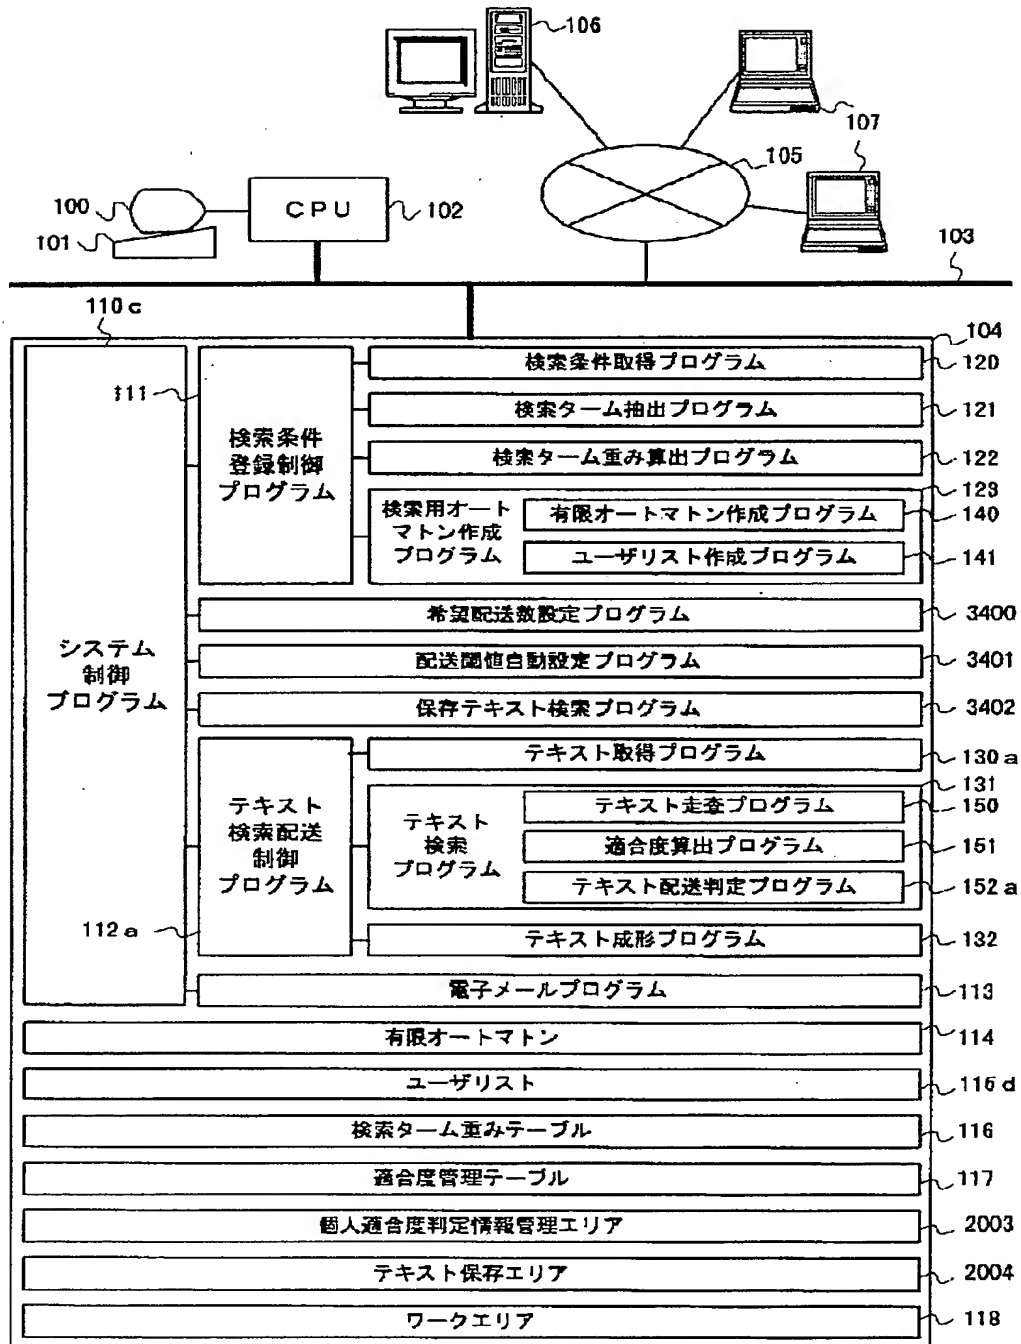 106
107
105
100
101
CPU
102
103
110c
104
111
検索条件取得プログラム
120
検索ターム抽出プログラム
121
検索条件
登録制御
プログラム
検索ターム重み算出プログラム
122
123
検索用オート
マトン作成
プログラム
有限オートマトン作成プログラム
140
ユーザリスト作成プログラム
141
システム
制御
プログラム
希望配送数設定プログラム
3400
配送閾値自動設定プログラム
3401
保存テキスト検索プログラム
3402
テキスト
検索配送
制御
プログラム
112a
テキスト取得プログラム
130a
131
テキスト
検索
プログラム
テキスト走査プログラム
150
適合度算出プログラム
151
テキスト配送判定プログラム
152a
テキスト成形プログラム
132
電子メールプログラム
113
有限オートマトン
114
ユーザリスト
115d
検索ターム重みテーブル
116
適合度管理テーブル
117
個人適合度判定情報管理エリア
2003
テキスト保存エリア
2004
ワークエリア
118